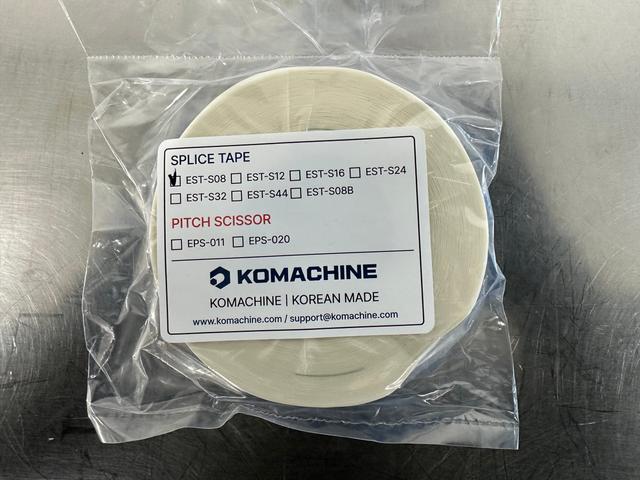 SPLICE TAPE
☑ EST-S08 ☐ EST-S12 ☐ EST-S16 ☐ EST-S24
☐ EST-S32 ☐ EST-S44 ☐ EST-S08B
PITCH SCISSOR
☐ EPS-011 ☐ EPS-020
KOMACHINE
KOMACHINE | KOREAN MADE
www.komachine.com / support@komachine.com